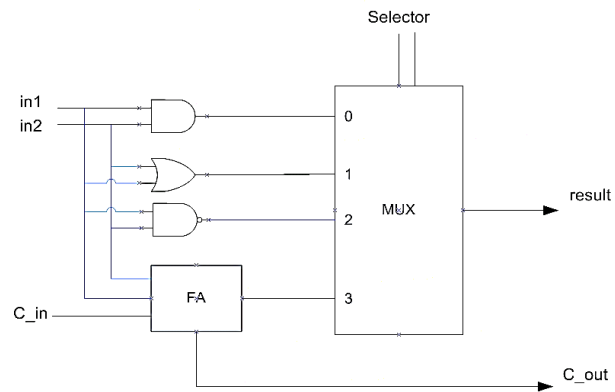 Selector
in1
in2
0
1
result
2
MUX
FA
3
C_in
C_out